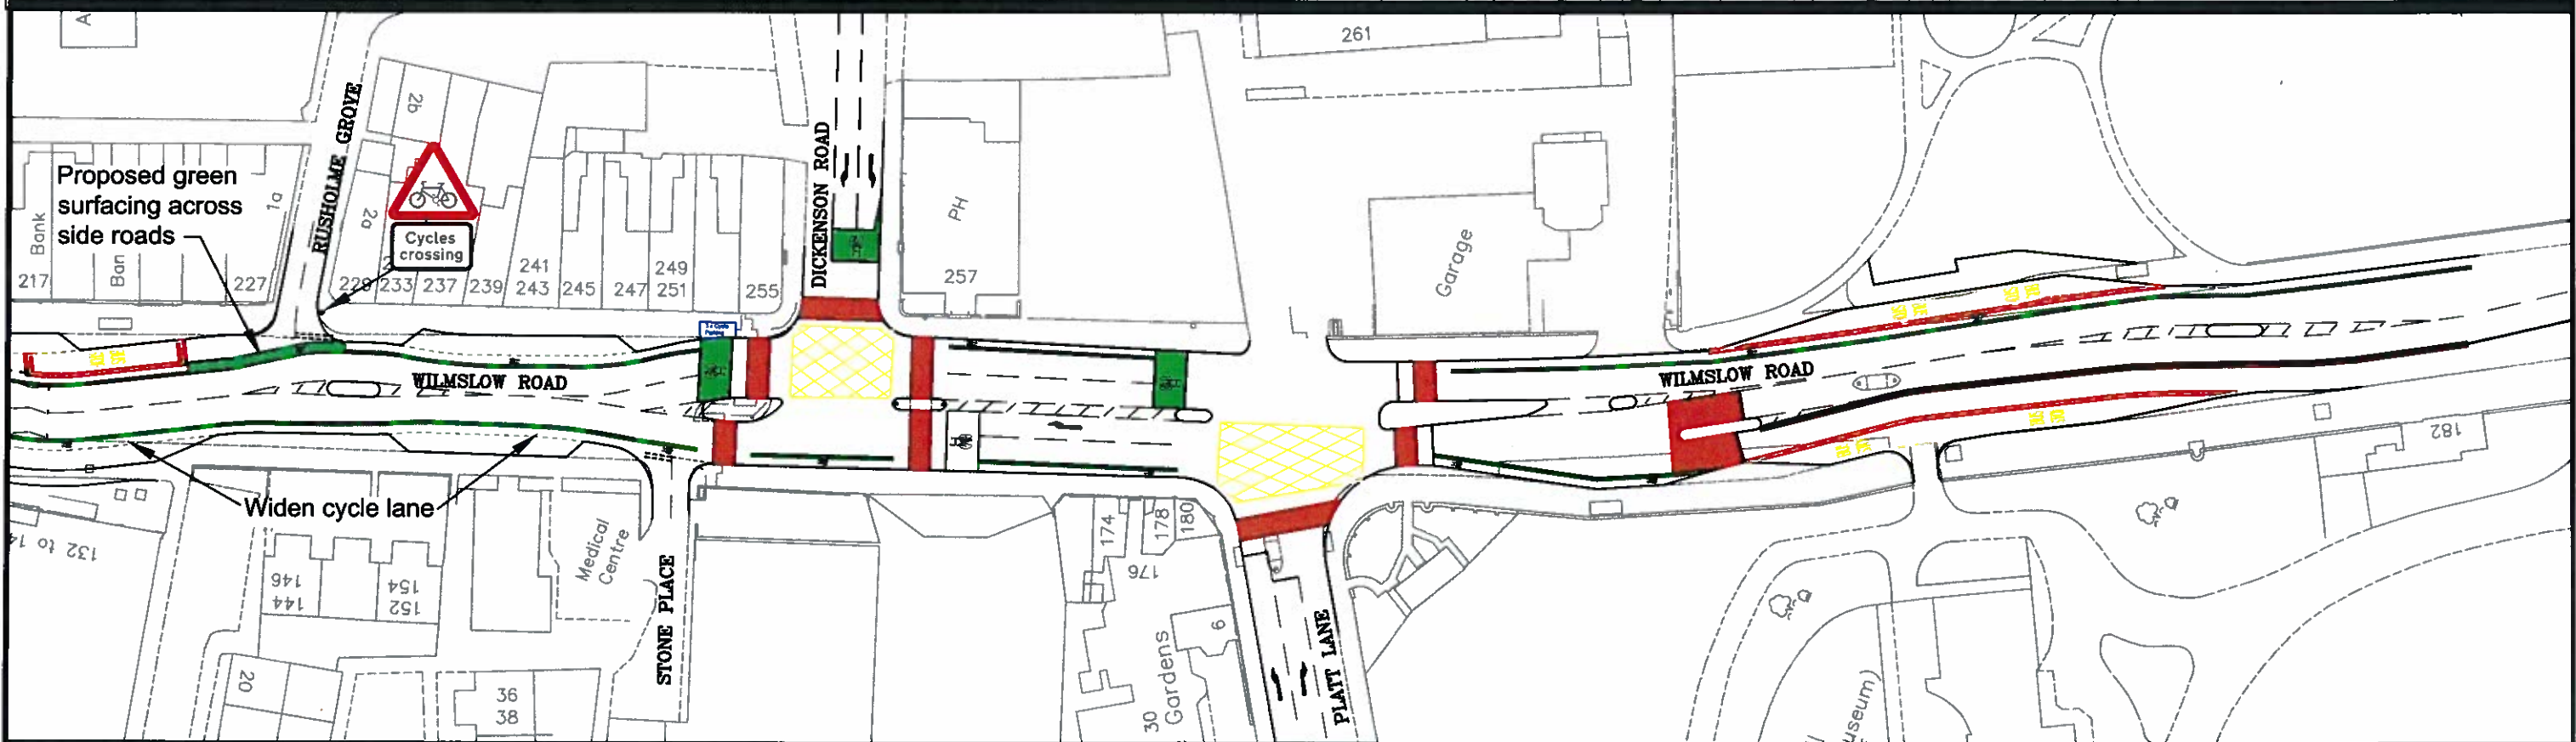 RUSHOLME GROVE
Proposed green
surfacing across
side roads
Bank
217
Ban
227
1a
2a
2b
Cycles
crossing
229
233
237
239
241
243
245
247
249
251
255
DICKENSON ROAD
PH
257
261
Garage
WILMSLOW ROAD
WILMSLOW ROAD
Widen cycle lane
132 to 14
146
144
154
152
20
36
38
Medical
Centre
STONE PLACE
174
176
178
180
6
30
Gardens
PLATT LANE
182
useum)